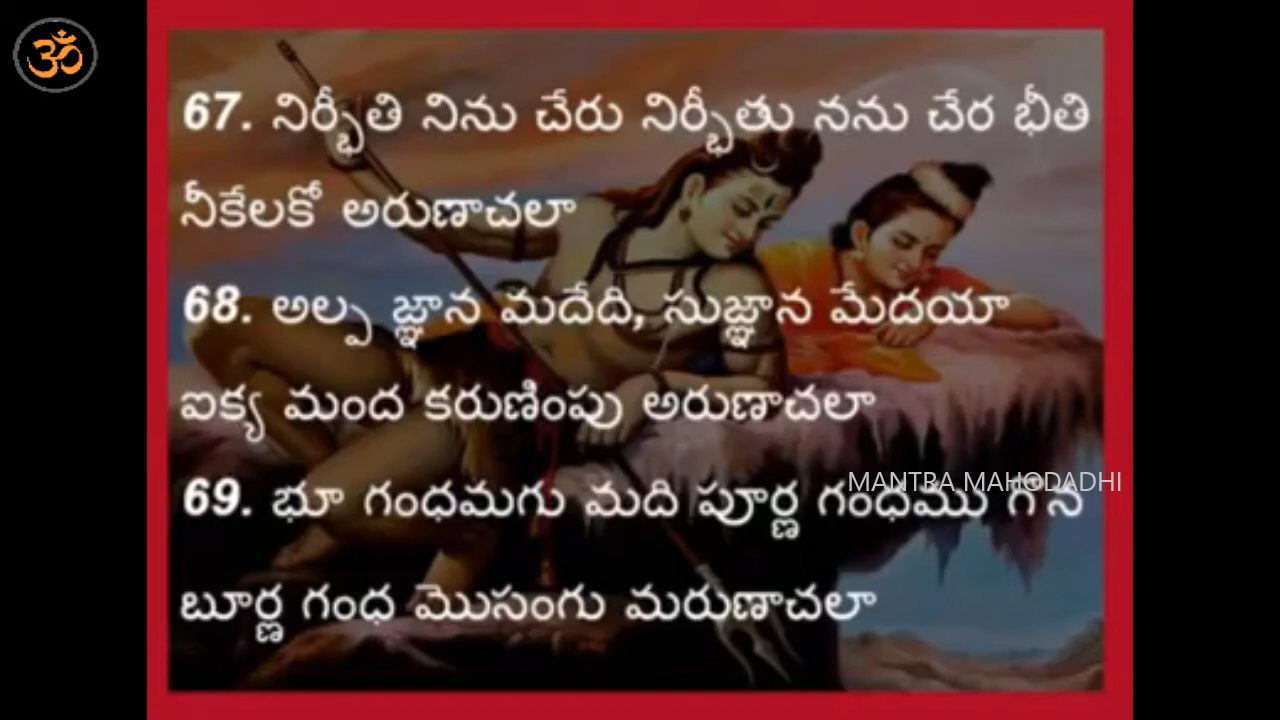 ॐ
67. నిర్భీతి నిను చేరు నిర్భీతు నను చేర భీతి
నీకేలకో అరుణాచలా
68. అల్ప జ్ఞాన మదేది, సుజ్ఞాన మేదయా
ఐక్య మంద కరుణింపు అరుణాచలా
MANTRA MAHODADHI
69. భూ గంధమగు మది పూర్ణ గంధము గన
బూర్ణ గంధ మొసంగు మరుణాచలా